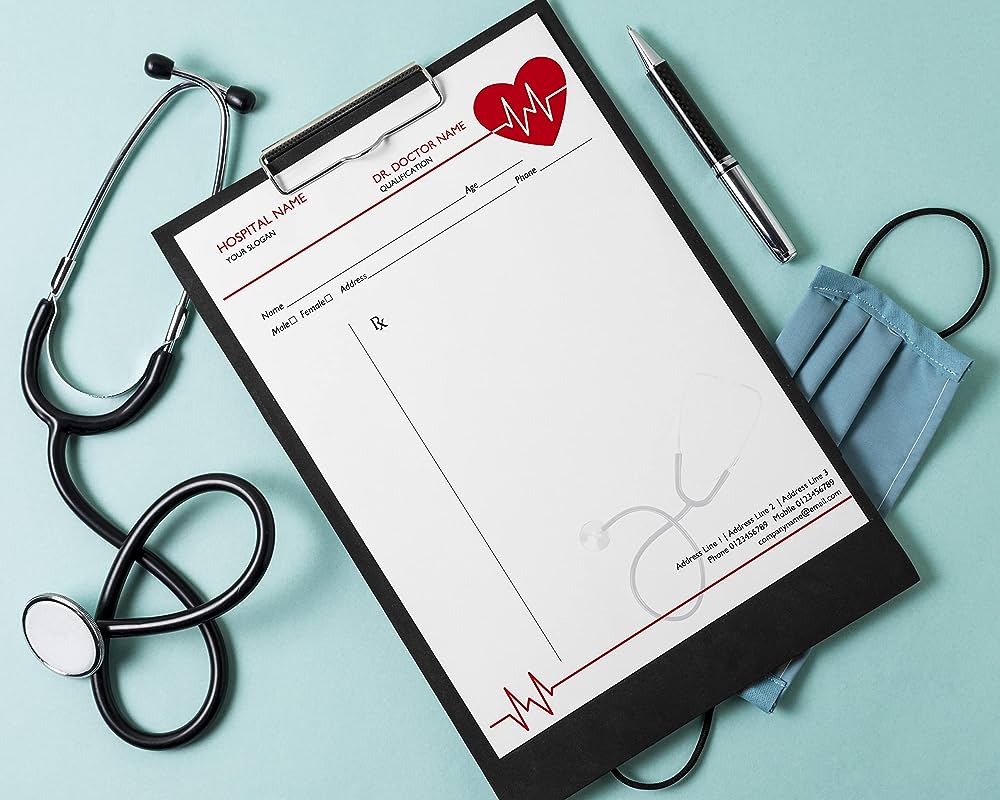 HOSPITAL NAME
YOUR SLOGAN
DR. DOCTOR NAME
QUALIFICATION
Name Age
Male Female Address Phone
℞
Address Line 1 | Address Line 2 | Address Line 3
Phone 0123456789 Mobile 0123456789
companyname@email.com